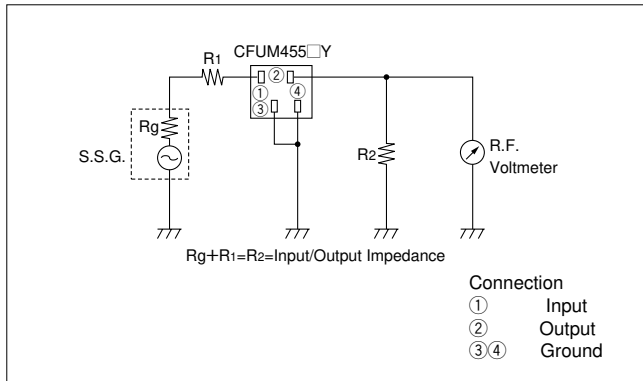 CFUM455□Y
R1
① ② ③ ④
Rg
S.S.G.
R2
R.F.
Voltmeter
Rg+R1=R2=Input/Output Impedance
Connection
① Input
② Output
③④ Ground